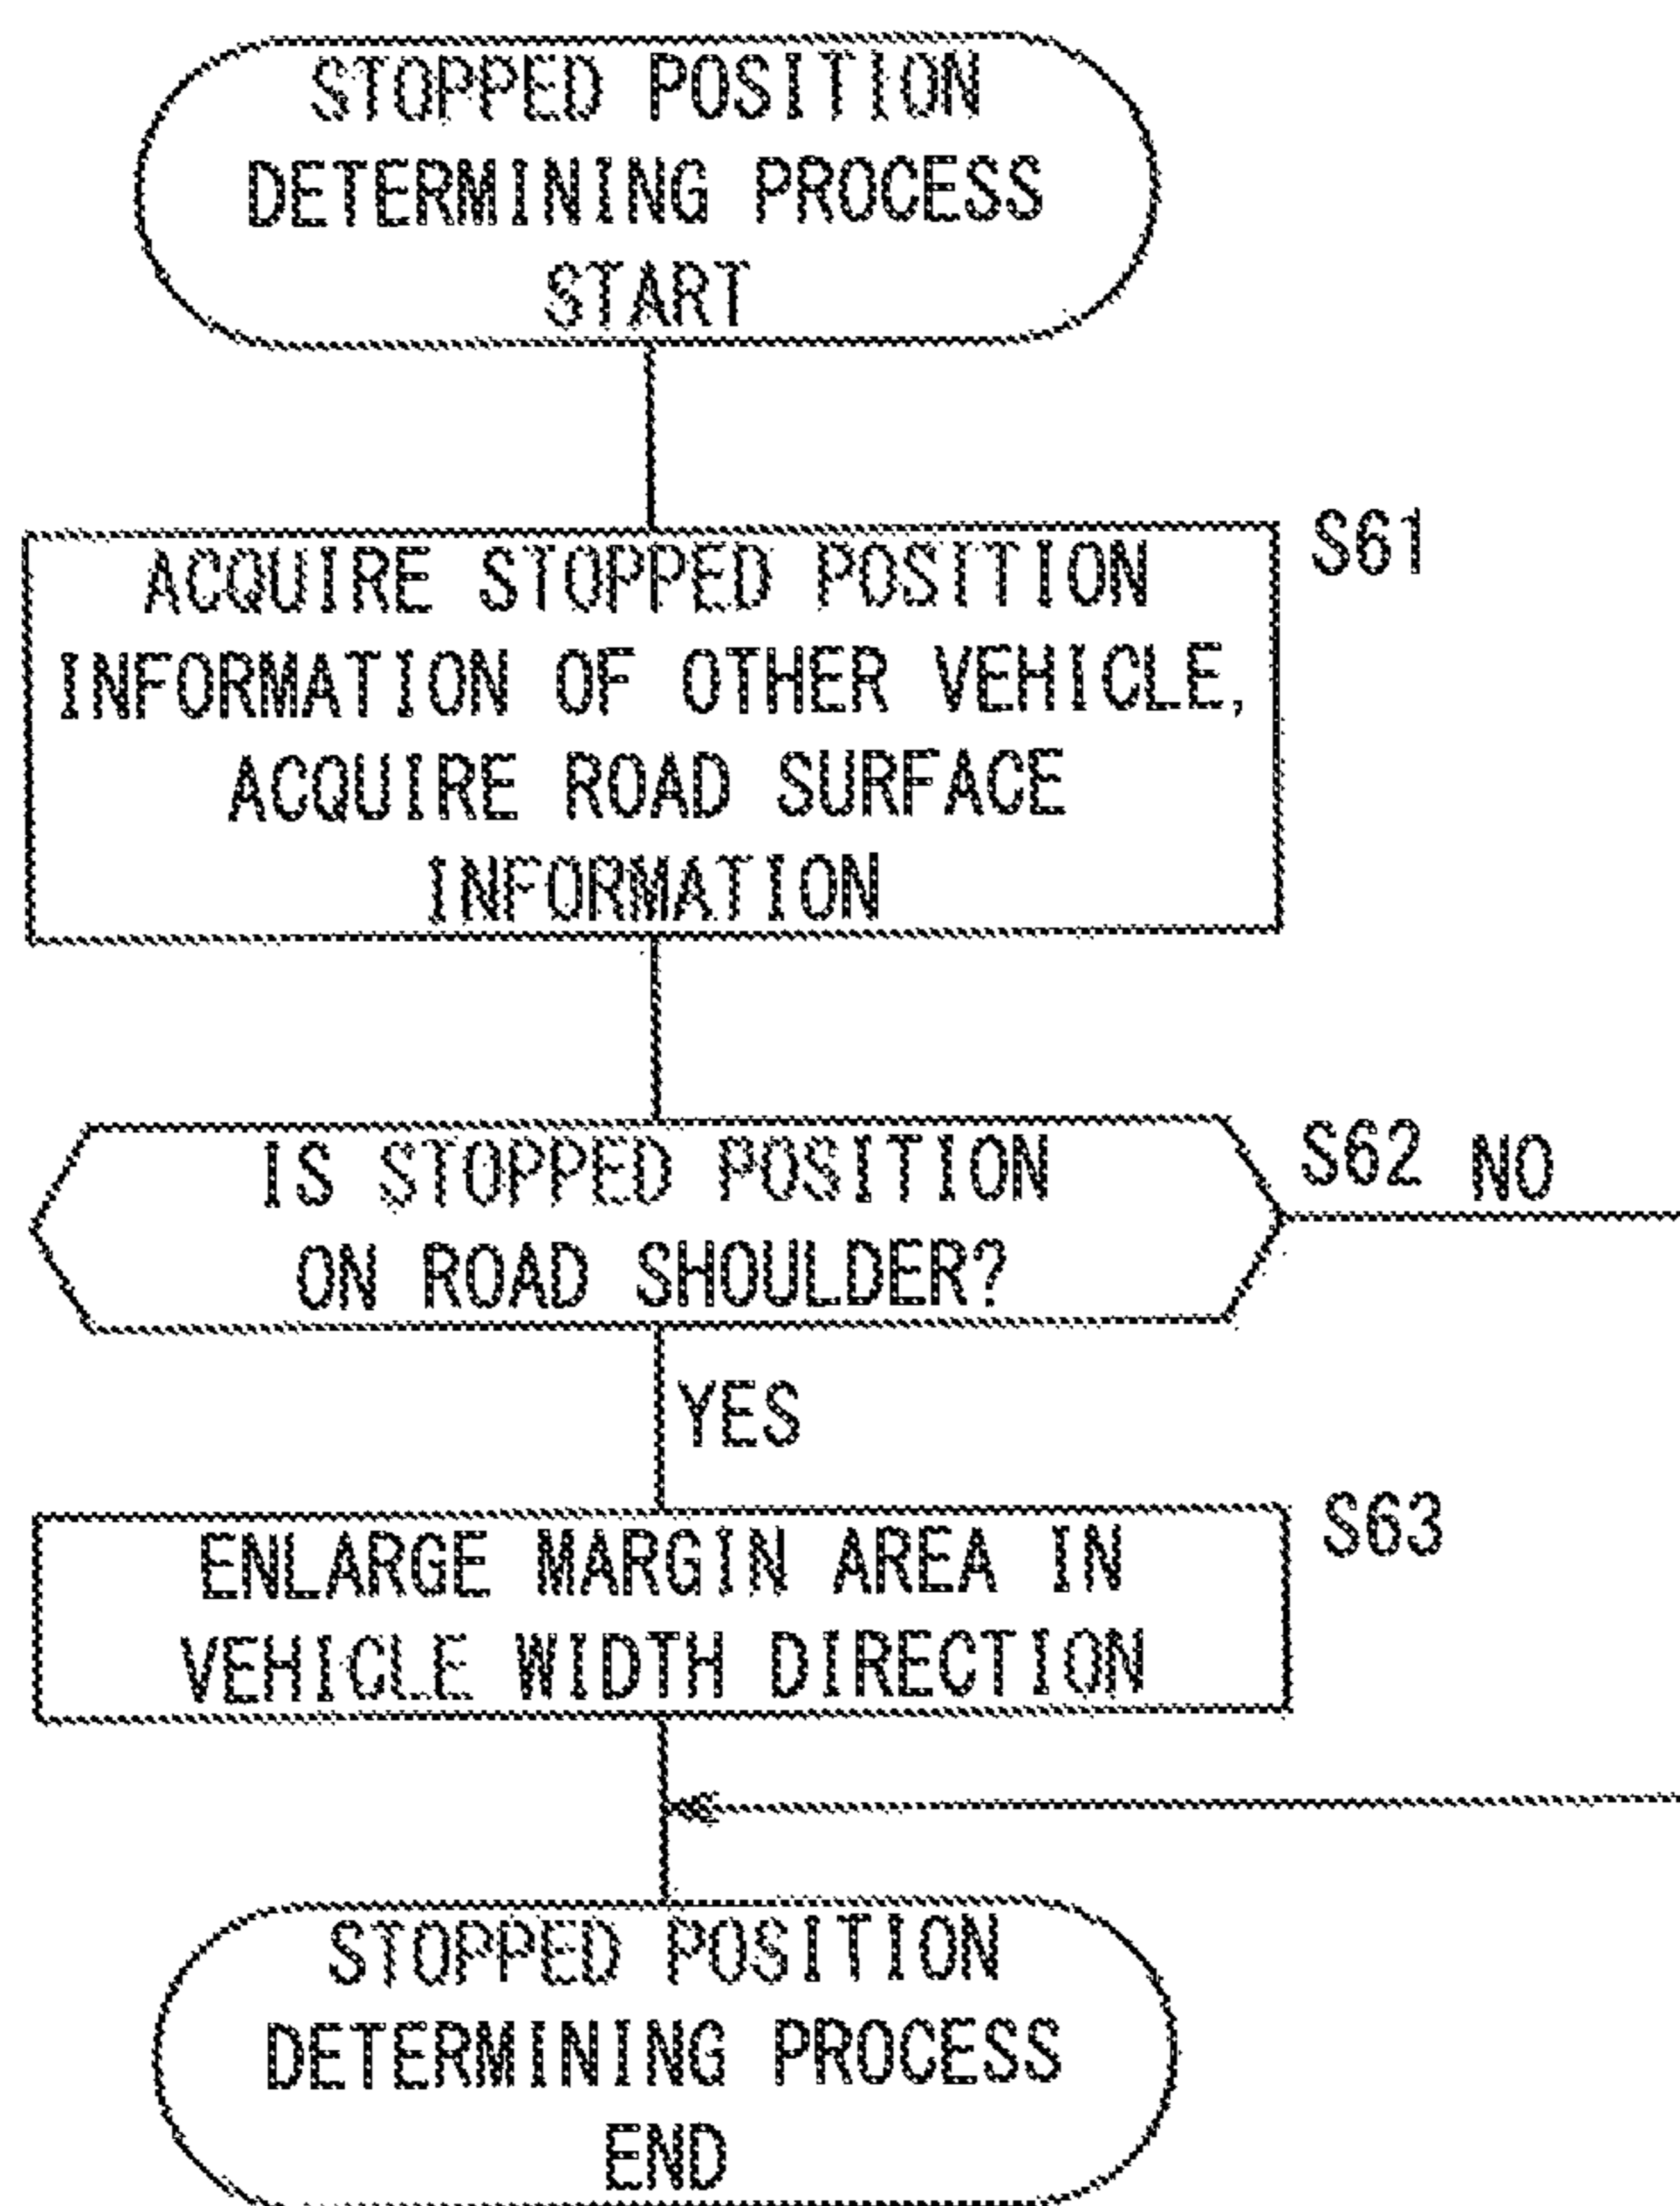 STOPPED POSITION
DETERMINING PROCESS
START
ACQUIRE STOPPED POSITION
INFORMATION OF OTHER VEHICLE,
ACQUIRE ROAD SURFACE
INFORMATION
S61
IS STOPPED POSITION
ON ROAD SHOULDER?
S62 NO
YES
ENLARGE MARGIN AREA IN
VEHICLE WIDTH DIRECTION
S63
STOPPED POSITION
DETERMINING PROCESS
END